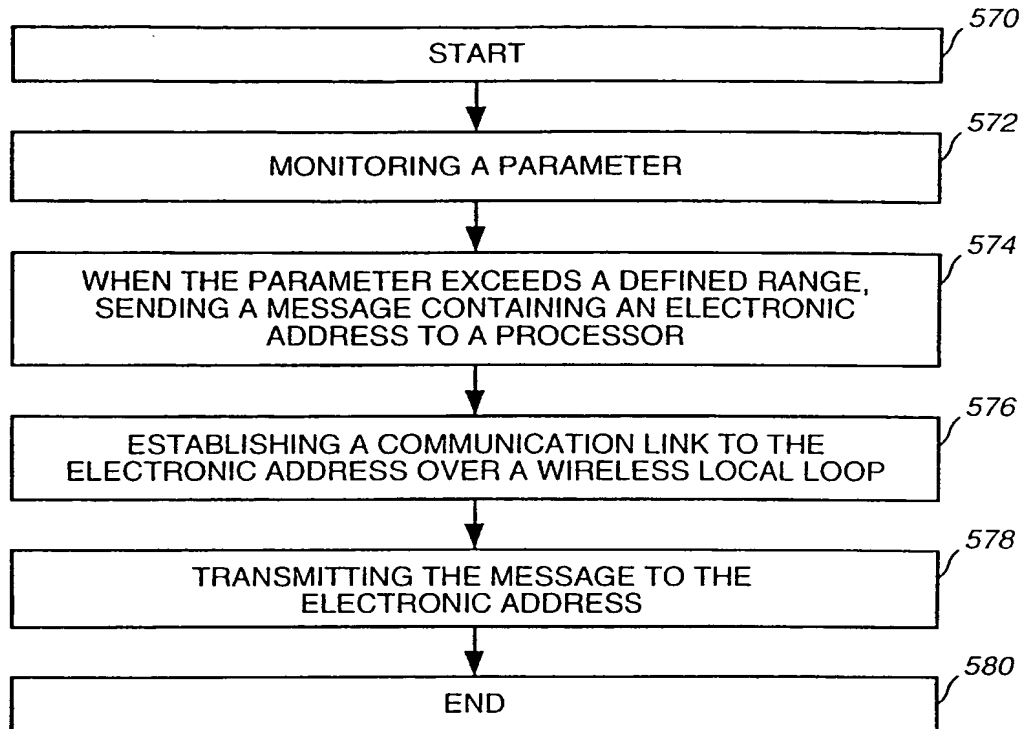 570
START
572
MONITORING A PARAMETER
574
WHEN THE PARAMETER EXCEEDS A DEFINED RANGE,
SENDING A MESSAGE CONTAINING AN ELECTRONIC
ADDRESS TO A PROCESSOR
576
ESTABLISHING A COMMUNICATION LINK TO THE
ELECTRONIC ADDRESS OVER A WIRELESS LOCAL LOOP
578
TRANSMITTING THE MESSAGE TO THE
ELECTRONIC ADDRESS
580
END